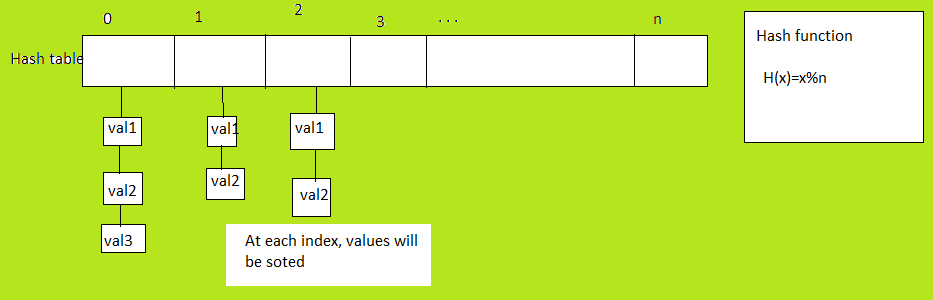 0 1 2 3 ... n
Hash table
Hash function
H(x)=x%n
val1 val1 val1
val2 val2 val2
val3
At each index, values will
be soted